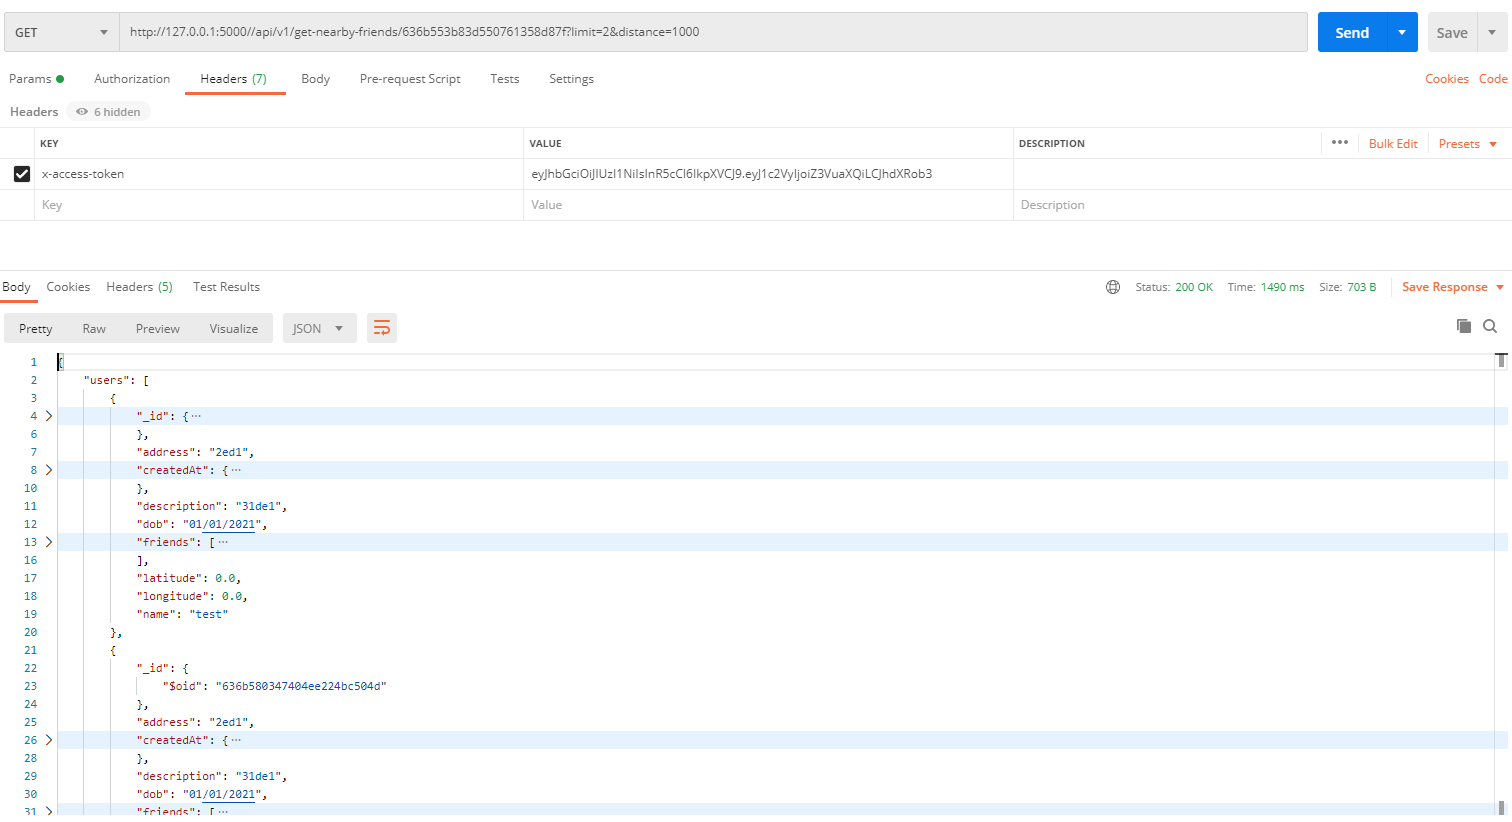 GET http://127.0.0.1:5000//api/v1/get-nearby-friends/636b553b83d550761358d87f?limit=2&distance=1000 Send Save
Params Authorization Headers (7) Body Pre-request Script Tests Settings Cookies Code
Headers 6 hidden
KEY VALUE DESCRIPTION ••• Bulk Edit Presets
x-access-token eyJhbGciOiJIUzI1NiIsInR5cCI6IkpXVCJ9.eyJ1c2VyIjoiZ3VuaXQiLCJhdXRob3
Key Value Description
Body Cookies Headers (5) Test Results Status: 200 OK Time: 1490 ms Size: 703 B Save Response
Pretty Raw Preview Visualize JSON
1 {
2 "users": [
3 {
4 "_id": {···
6 },
7 "address": "2ed1",
8 "createdAt": {···
10 },
11 "description": "31de1",
12 "dob": "01/01/2021",
13 "friends": [···
16 ],
17 "latitude": 0.0,
18 "longitude": 0.0,
19 "name": "test"
20 },
21 {
22 "_id": {
23 "$oid": "636b580347404ee224bc504d"
24 },
25 "address": "2ed1",
26 "createdAt": {···
28 },
29 "description": "31de1",
30 "dob": "01/01/2021",
31 "friends": [···